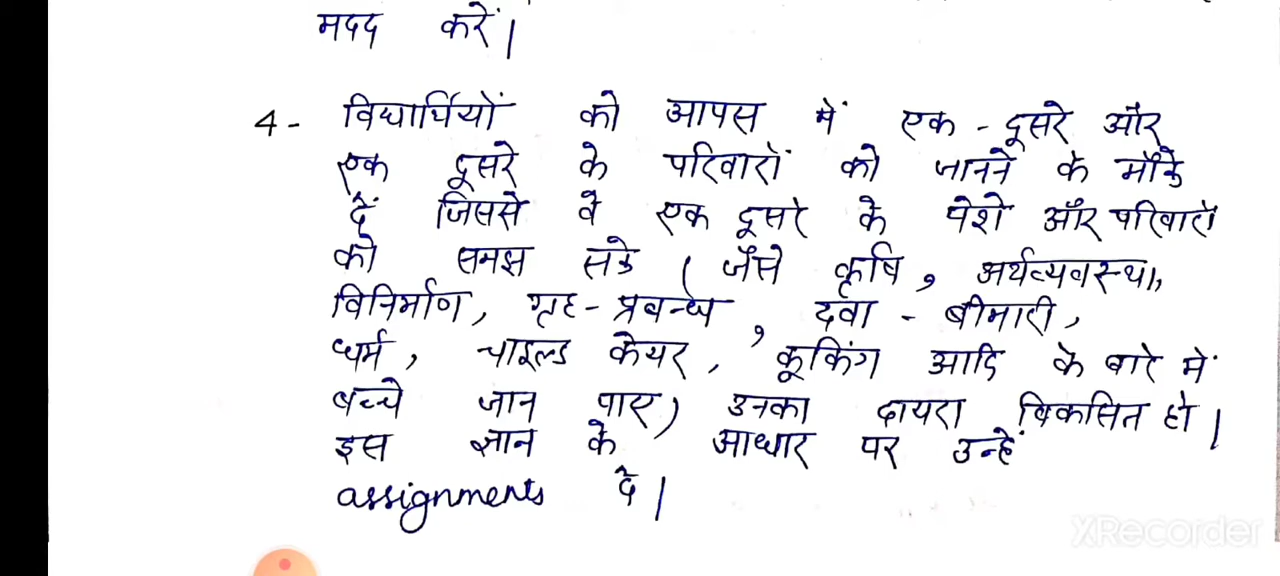 मदद करें।
4- विद्यार्थियों को आपस में एक-दूसरे और
एक दूसरे के परिवारों को जानने के मौके
दें जिससे वे एक दूसरे के पेशे और परिवारों
को समझ सकें। जैसे कृषि, अर्थव्यवस्था,
विनिर्माण, गृह-प्रबन्ध, दवा-बीमारी,
धर्म, चाइल्ड केयर, कूकिंग आदि के बारे में
बच्चे जान पाए, उनका दायरा विकसित हो।
इस ज्ञान के आधार पर उन्हें
assignments दे।
XRecorder